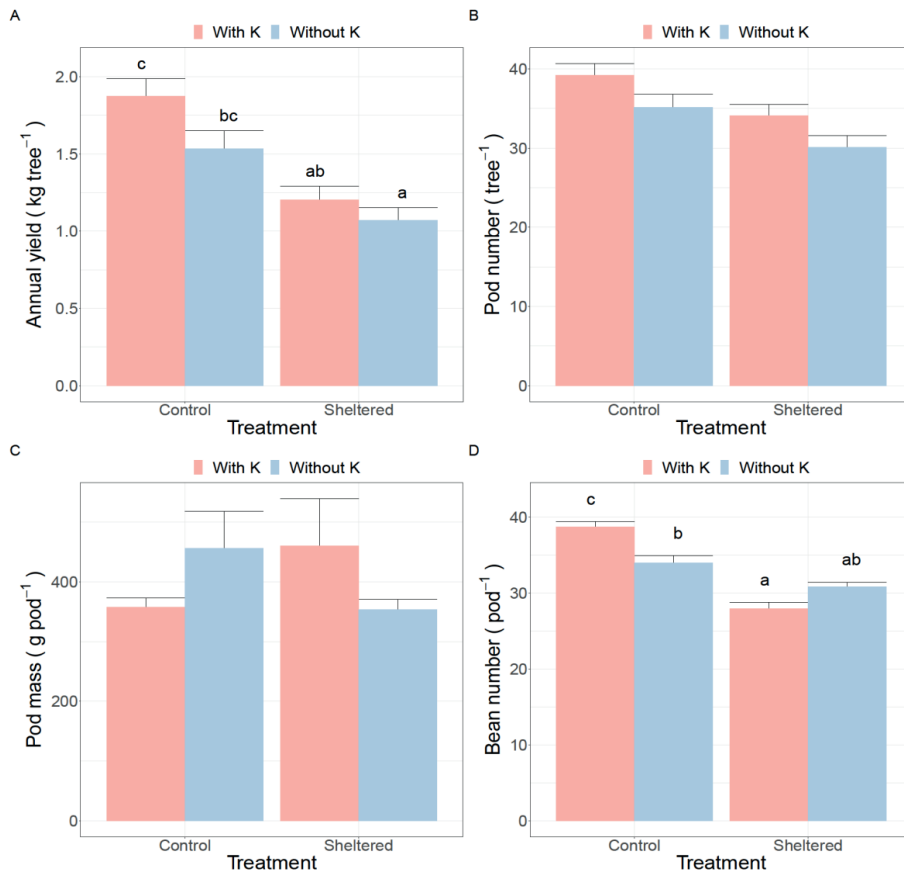 A
With K Without K
Annual yield ( kg tree⁻¹ )
2.0
1.5
1.0
0.5
0.0
c
bc
ab
a
Control Sheltered
Treatment
B
With K Without K
Pod number ( tree⁻¹ )
40
30
20
10
0
Control Sheltered
Treatment
C
With K Without K
Pod mass ( g pod⁻¹ )
400
200
0
Control Sheltered
Treatment
D
With K Without K
Bean number ( pod⁻¹ )
40
30
20
10
0
c
b
a
ab
Control Sheltered
Treatment